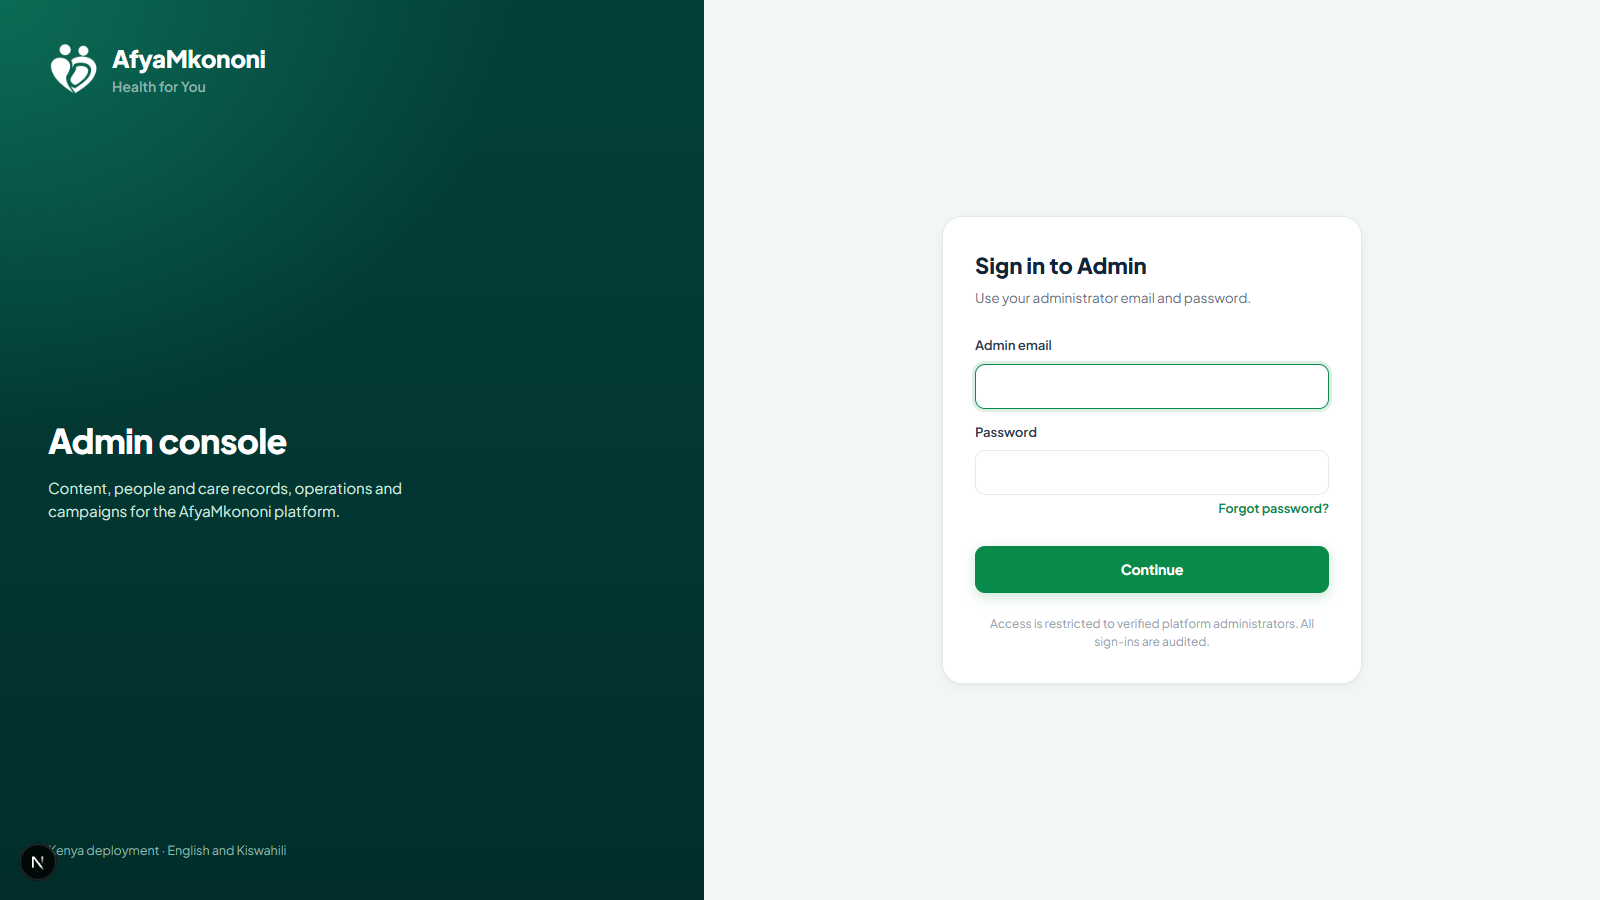 AfyaMkononi
Health for You
Admin console
Content, people and care records, operations and
campaigns for the AfyaMkononi platform.
Kenya deployment · English and Kiswahili
N
Sign in to Admin
Use your administrator email and password.
Admin email
Password
Forgot password?
Continue
Access is restricted to verified platform administrators. All
sign-ins are audited.